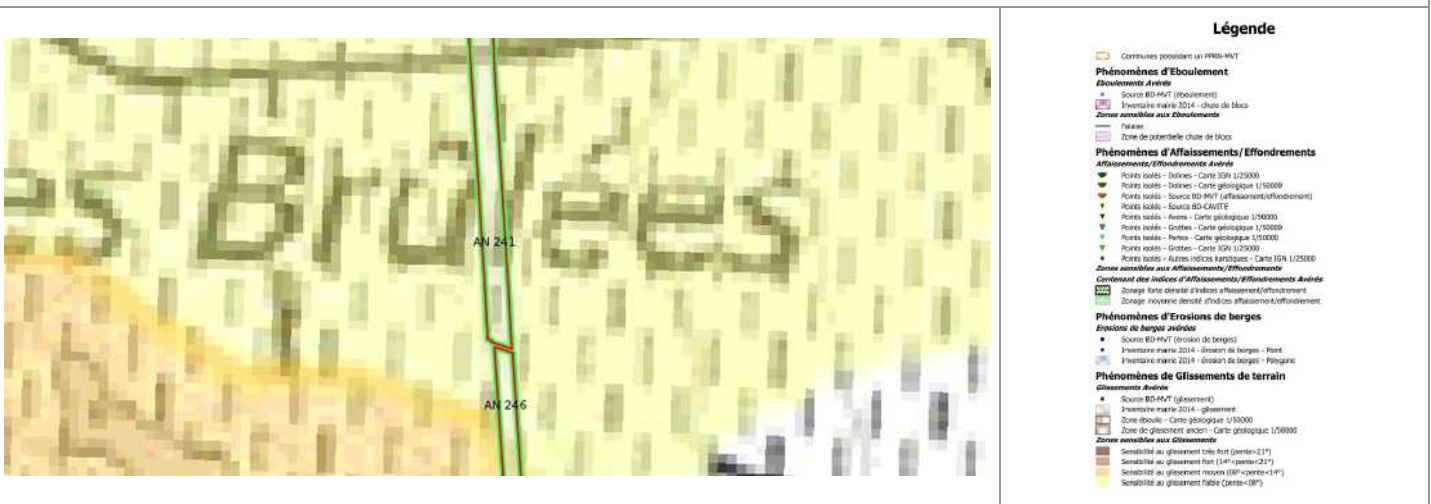 es Brûlées
AN 241
AN 246
Légende
Communes possédant un PPRN-MVT
Phénomènes d'Eboulement
Eboulements Avérés
Source BD-MVT (éboulement)
Inventaire mairie 2014 - chute de blocs
Zones sensibles aux Eboulements
Falaise
Zone de potentielle chute de blocs
Phénomènes d'Affaissements/Effondrements
Affaissements/Effondrements Avérés
Points isolés - Dolines - Carte IGN 1/25000
Points isolés - Dolines - Carte géologique 1/50000
Points isolés - Source BD-MVT (affaissement/effondrement)
Points isolés - Source BD-CAVITE
Points isolés - Avens - Carte géologique 1/50000
Points isolés - Grottes - Carte géologique 1/50000
Points isolés - Pertes - Carte géologique 1/50000
Points isolés - Grottes - Carte IGN 1/25000
Points isolés - Autres indices karstiques - Carte IGN 1/25000
Zones sensibles aux Affaissements/Effondrements
Contenant des indices d'Affaissements/Effondrements Avérés
Zonage forte densité d'indices affaissement/effondrement
Zonage moyenne densité d'indices affaissement/effondrement
Phénomènes d'Erosions de berges
Erosions de berges avérées
Source BD-MVT (érosion de berges)
Inventaire mairie 2014 - érosion de berges - Point
Inventaire mairie 2014 - érosion de berges - Polygone
Phénomènes de Glissements de terrain
Glissements Avérés
Source BD-MVT (glissement)
Inventaire mairie 2014 - glissement
Zone éboulis - Carte géologique 1/50000
Zone de glissement ancien - Carte géologique 1/50000
Zones sensibles aux Glissements
Sensibilité au glissement très fort (pente>21°)
Sensibilité au glissement fort (14°<pente<21°)
Sensibilité au glissement moyen (08°<pente<14°)
Sensibilité au glissement faible (pente<08°)